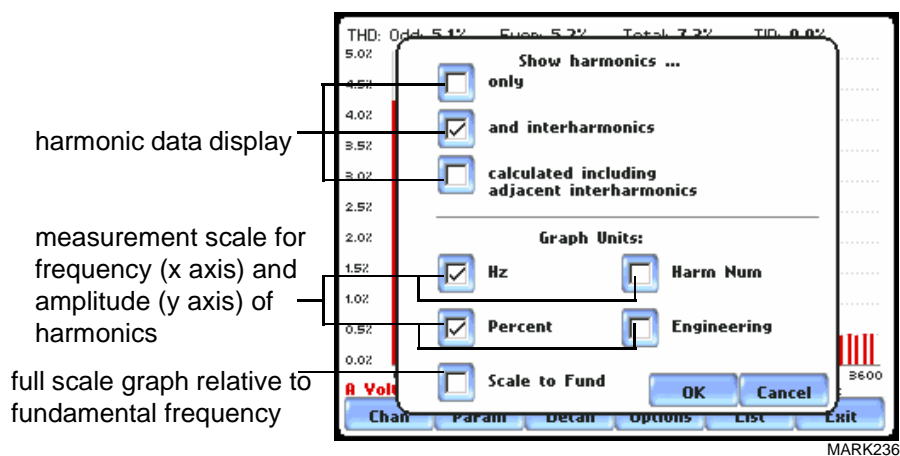 THD: Odd: 5.1% Even: 5.2% Total: 7.3% TID: 0.0%
5.0%
4.5%
4.0%
3.5%
3.0%
2.5%
2.0%
1.5%
1.0%
0.5%
0.0%
Show harmonics ...
only
and interharmonics
calculated including
adjacent interharmonics
Graph Units:
Hz
Harm Num
Percent
Engineering
Scale to Fund
OK
Cancel
3600
A Vol
Chan Param Detail Options List Exit
harmonic data display
measurement scale for
frequency (x axis) and
amplitude (y axis) of
harmonics
full scale graph relative to
fundamental frequency
MARK236